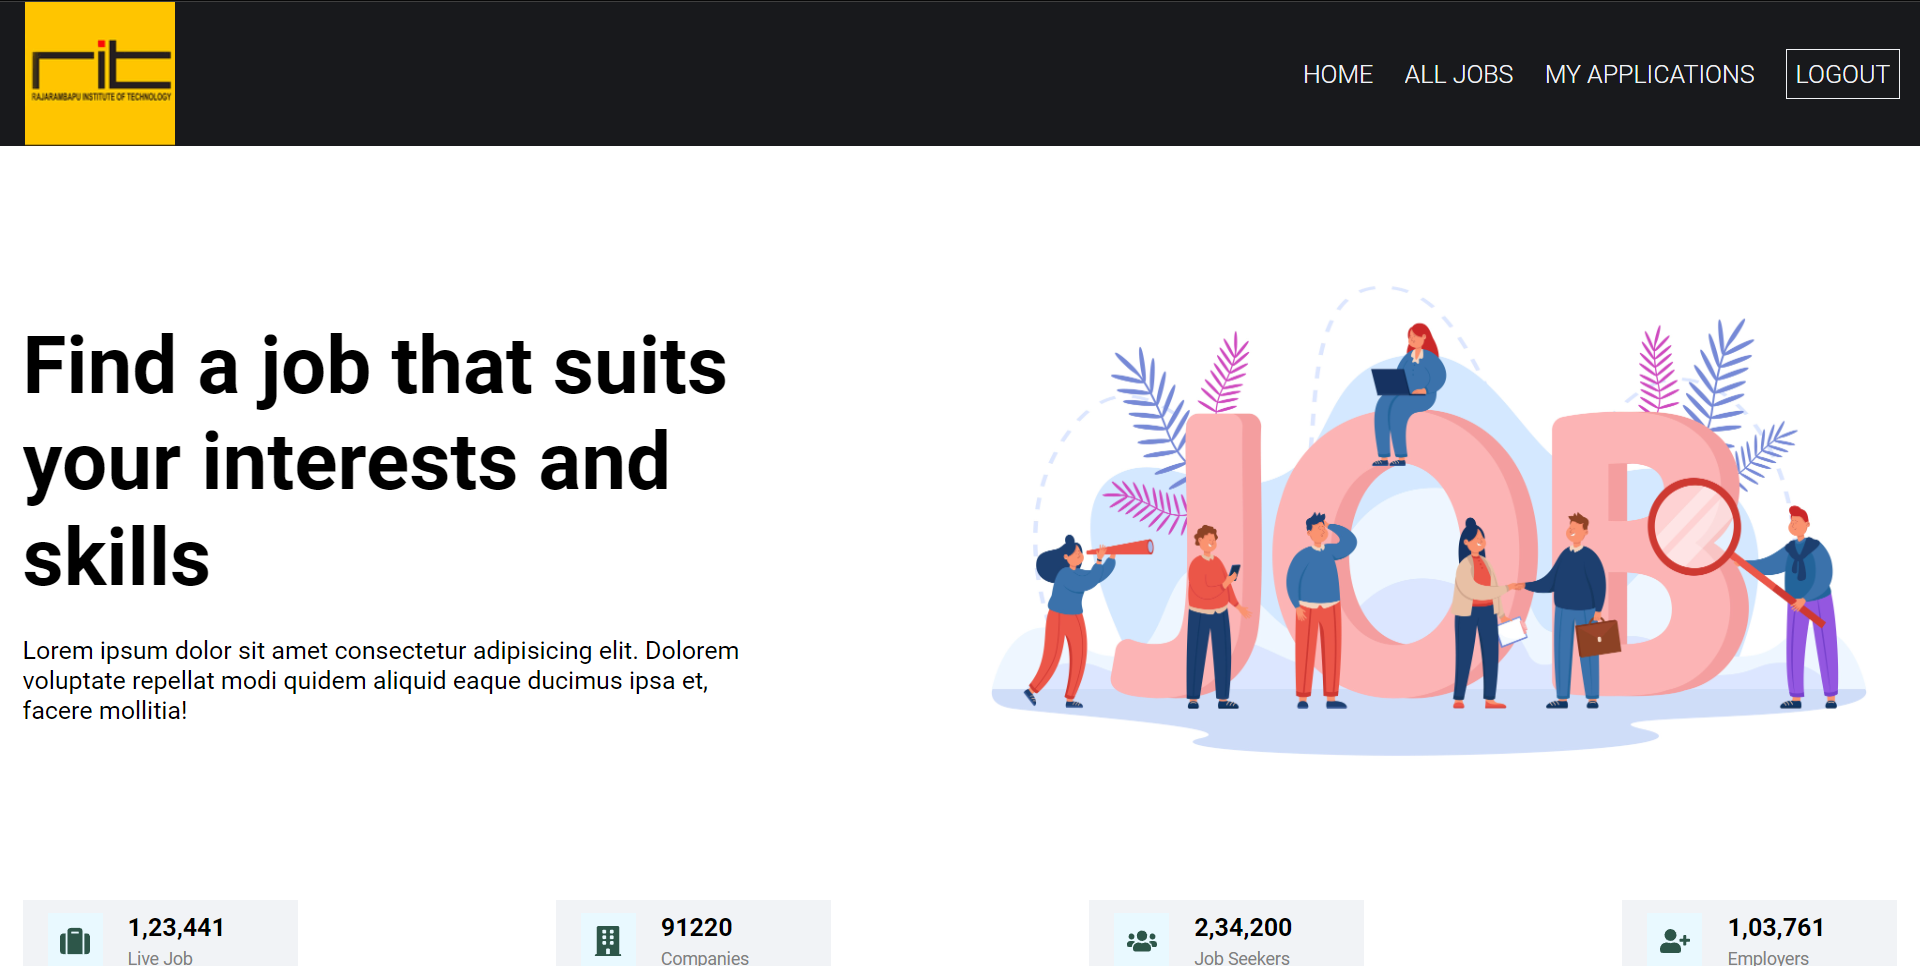 rit
RAJARAMBAPU INSTITUTE OF TECHNOLOGY
HOME ALL JOBS MY APPLICATIONS LOGOUT
Find a job that suits
your interests and
skills
Lorem ipsum dolor sit amet consectetur adipisicing elit. Dolorem
voluptate repellat modi quidem aliquid eaque ducimus ipsa et,
facere mollitia!
JOB
1,23,441
Live Job
91220
Companies
2,34,200
Job Seekers
1,03,761
Employers